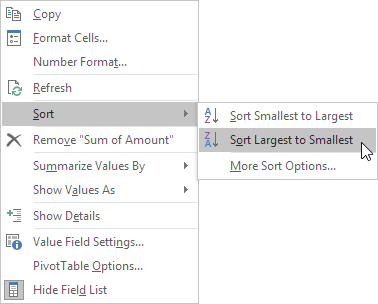 Copy
Format Cells...
Number Format...
Refresh
Sort
Sort Smallest to Largest
Remove "Sum of Amount"
Sort Largest to Smallest
Summarize Values By
More Sort Options...
Show Values As
Show Details
Value Field Settings...
PivotTable Options...
Hide Field List